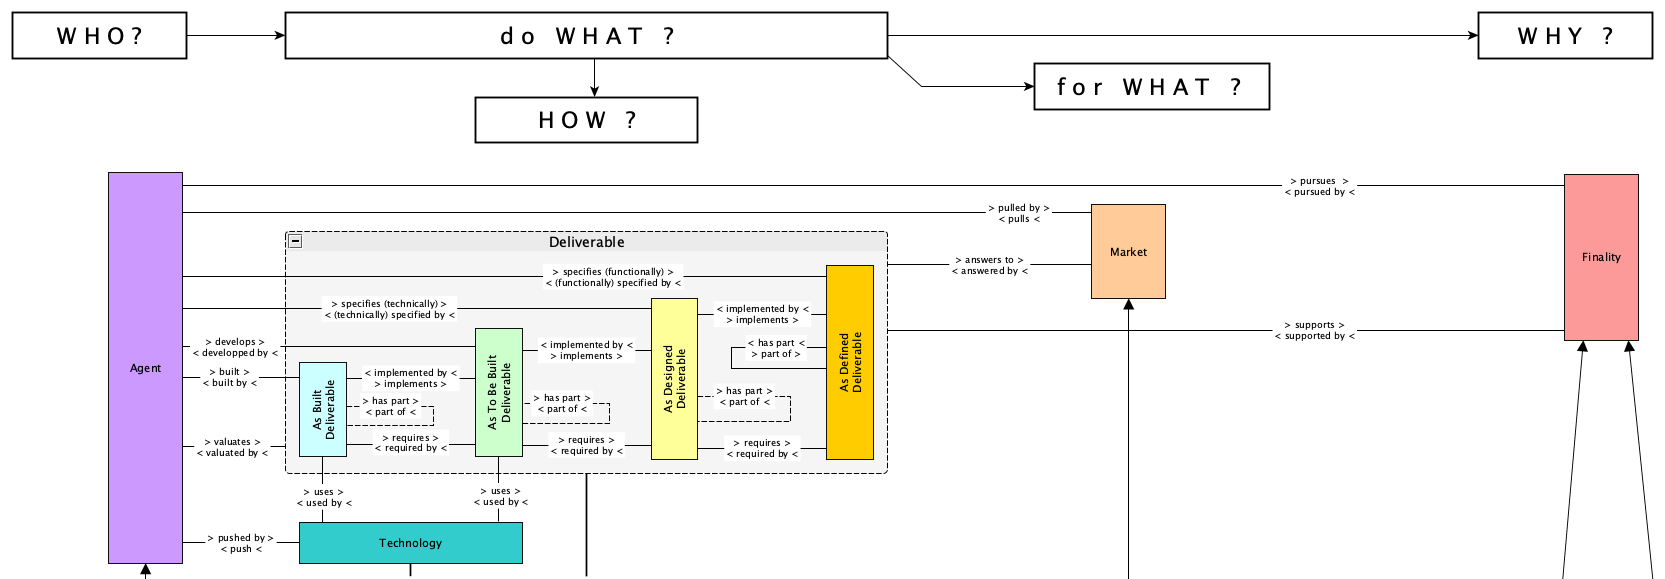 WHO?
do WHAT ?
WHY ?
for WHAT ?
HOW ?
> pursues >
< pursued by <
> pulled by >
< pulls <
Market
Finality
Deliverable
> answers to >
< answered by <
> specifies (functionally) >
< (functionally) specified by <
> specifies (technically) >
< (technically) specified by <
< implemented by <
> implements >
> supports >
< supported by <
> develops >
< developped by <
< implemented by <
> implements >
< has part <
> part of >
Agent
> built >
< built by <
< implemented by <
> implements >
As Built
Deliverable
As To Be Built
Deliverable
As Designed
Deliverable
As Defined
Deliverable
> has part >
< part of <
> has part >
< part of <
> has part >
< part of <
> valuates >
< valuated by <
> requires >
< required by <
> requires >
< required by <
> requires >
< required by <
> uses >
< used by <
> uses >
< used by <
> pushed by >
< push <
Technology